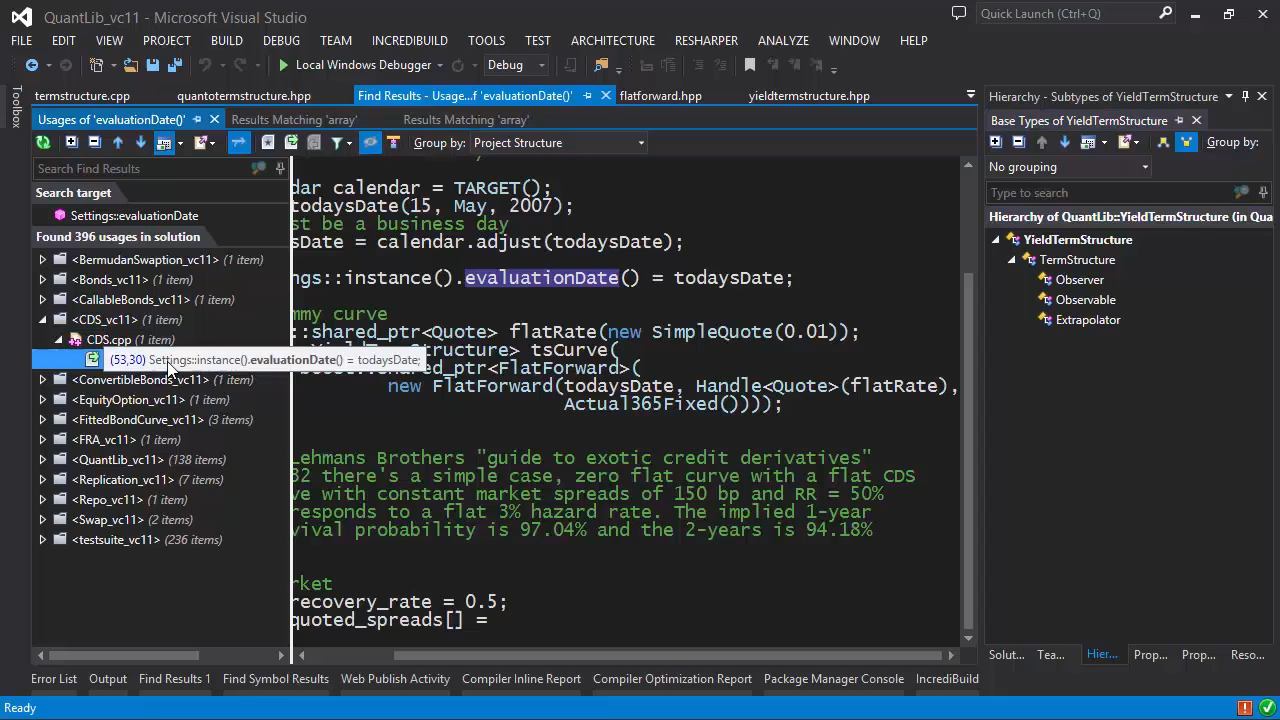 QuantLib_vc11 - Microsoft Visual Studio
Quick Launch (Ctrl+Q)
FILE EDIT VIEW PROJECT BUILD DEBUG TEAM INCREDIBUILD TOOLS TEST ARCHITECTURE RESHARPER ANALYZE WINDOW HELP
Local Windows Debugger Debug
Toolbox
termstructure.cpp quantotermstructure.hpp Find Results - Usage...f 'evaluationDate()' flatforward.hpp yieldtermstructure.hpp
Usages of 'evaluationDate()' Results Matching 'array' Results Matching 'array'
Group by: Project Structure
Search Find Results
Search target
Settings::evaluationDate
Found 396 usages in solution
<BermudanSwaption_vc11> (1 item)
<Bonds_vc11> (1 item)
<CallableBonds_vc11> (1 item)
<CDS_vc11> (1 item)
CDS.cpp (1 item)
(53,30) Settings::instance().evaluationDate() = todaysDate;
<ConvertibleBonds_vc11> (1 item)
<EquityOption_vc11> (1 item)
<FittedBondCurve_vc11> (3 items)
<FRA_vc11> (1 item)
<QuantLib_vc11> (138 items)
<Replication_vc11> (7 items)
<Repo_vc11> (1 item)
<Swap_vc11> (2 items)
<testsuite_vc11> (236 items)
dar calendar = TARGET();
todaysDate(15, May, 2007);
st be a business day
sDate = calendar.adjust(todaysDate);
ngs::instance().evaluationDate() = todaysDate;
mmy curve
::shared_ptr<Quote> flatRate(new SimpleQuote(0.01));
Structure> tsCurve(
_ptr<FlatForward>(
new FlatForward(todaysDate, Handle<Quote>(flatRate),
Actual365Fixed())));
Lehmans Brothers "guide to exotic credit derivatives"
32 there's a simple case, zero flat curve with a flat CDS
ve with constant market spreads of 150 bp and RR = 50%
responds to a flat 3% hazard rate. The implied 1-year
vival probability is 97.04% and the 2-years is 94.18%
rket
recovery_rate = 0.5;
quoted_spreads[] =
Hierarchy - Subtypes of YieldTermStructure
Base Types of YieldTermStructure
Group by:
No grouping
Type to search
Hierarchy of QuantLib::YieldTermStructure (in Qua
YieldTermStructure
TermStructure
Observer
Observable
Extrapolator
Solut... Tea... Hier... Prop... Prop... Reso...
Error List Output Find Results 1 Find Symbol Results Web Publish Activity Compiler Inline Report Compiler Optimization Report Package Manager Console IncrediBuild
Ready